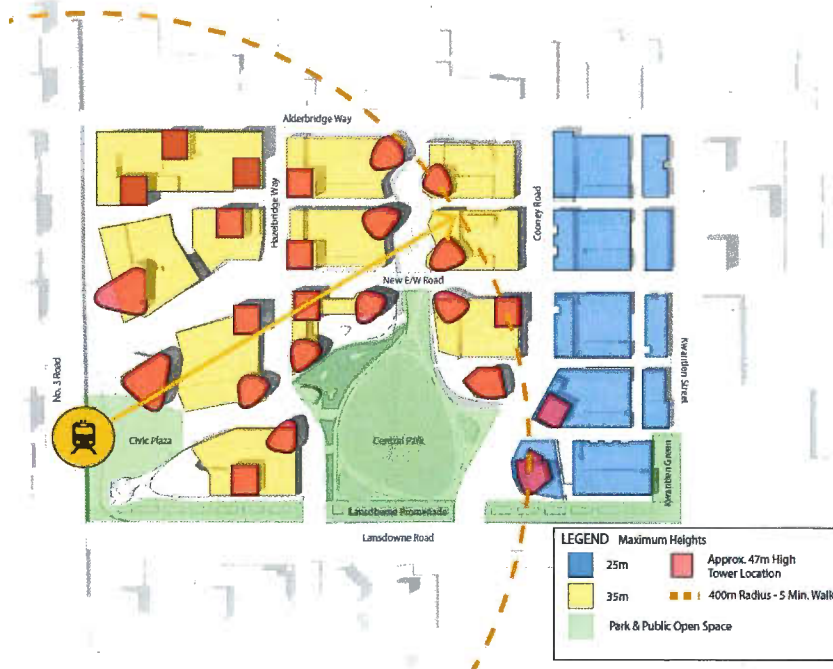 Alderbridge Way
Hazelbridge Way
Cooney Road
New E/W Road
No. 3 Road
Kwantlen Street
Civic Plaza
Central Park
Kwantlen Green
Lansdowne Promenade
Lansdowne Road
LEGEND Maximum Heights
25m
Approx. 47m High
Tower Location
35m
400m Radius - 5 Min. Walk
Park & Public Open Space